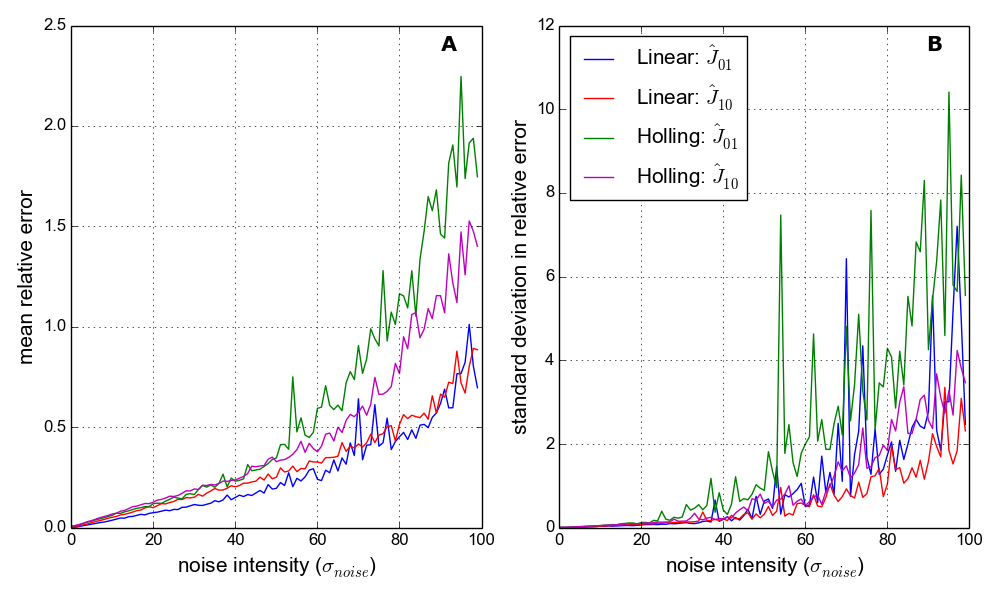 A
2.5
2.0
1.5
1.0
0.5
0.0
0 20 40 60 80 100
mean relative error
noise intensity (σnoise)
B
Linear: Ĵ01
Linear: Ĵ10
Holling: Ĵ01
Holling: Ĵ10
12
10
8
6
4
2
0
0 20 40 60 80 100
standard deviation in relative error
noise intensity (σnoise)